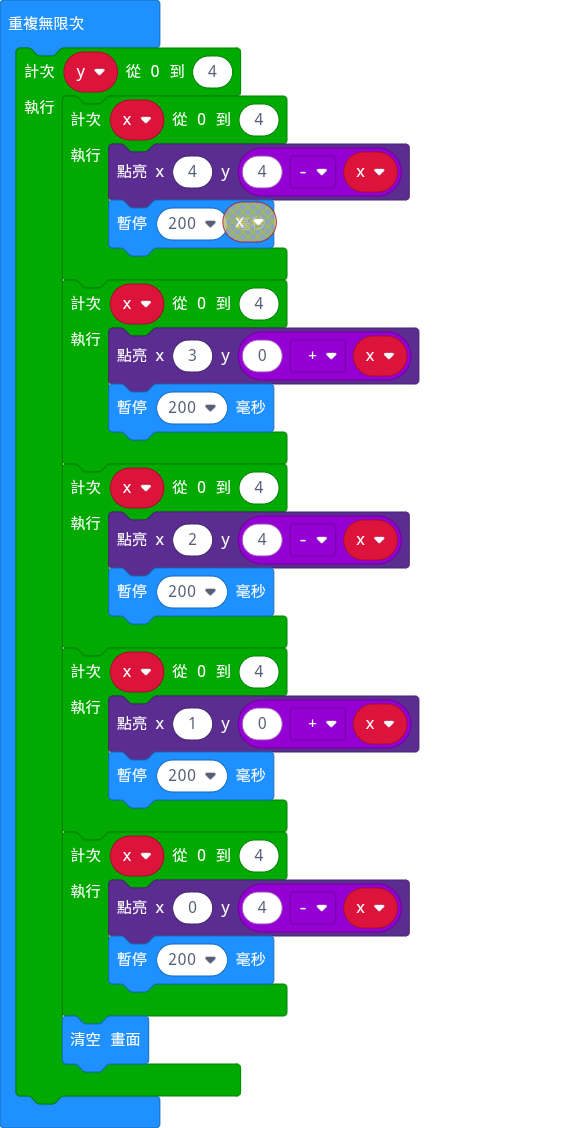 重複無限次
計次 y 從 0 到 4
執行
計次 x 從 0 到 4
執行
點亮 x 4 y 4 - x
暫停 200 x
計次 x 從 0 到 4
執行
點亮 x 3 y 0 + x
暫停 200 毫秒
計次 x 從 0 到 4
執行
點亮 x 2 y 4 - x
暫停 200 毫秒
計次 x 從 0 到 4
執行
點亮 x 1 y 0 + x
暫停 200 毫秒
計次 x 從 0 到 4
執行
點亮 x 0 y 4 - x
暫停 200 毫秒
清空 畫面